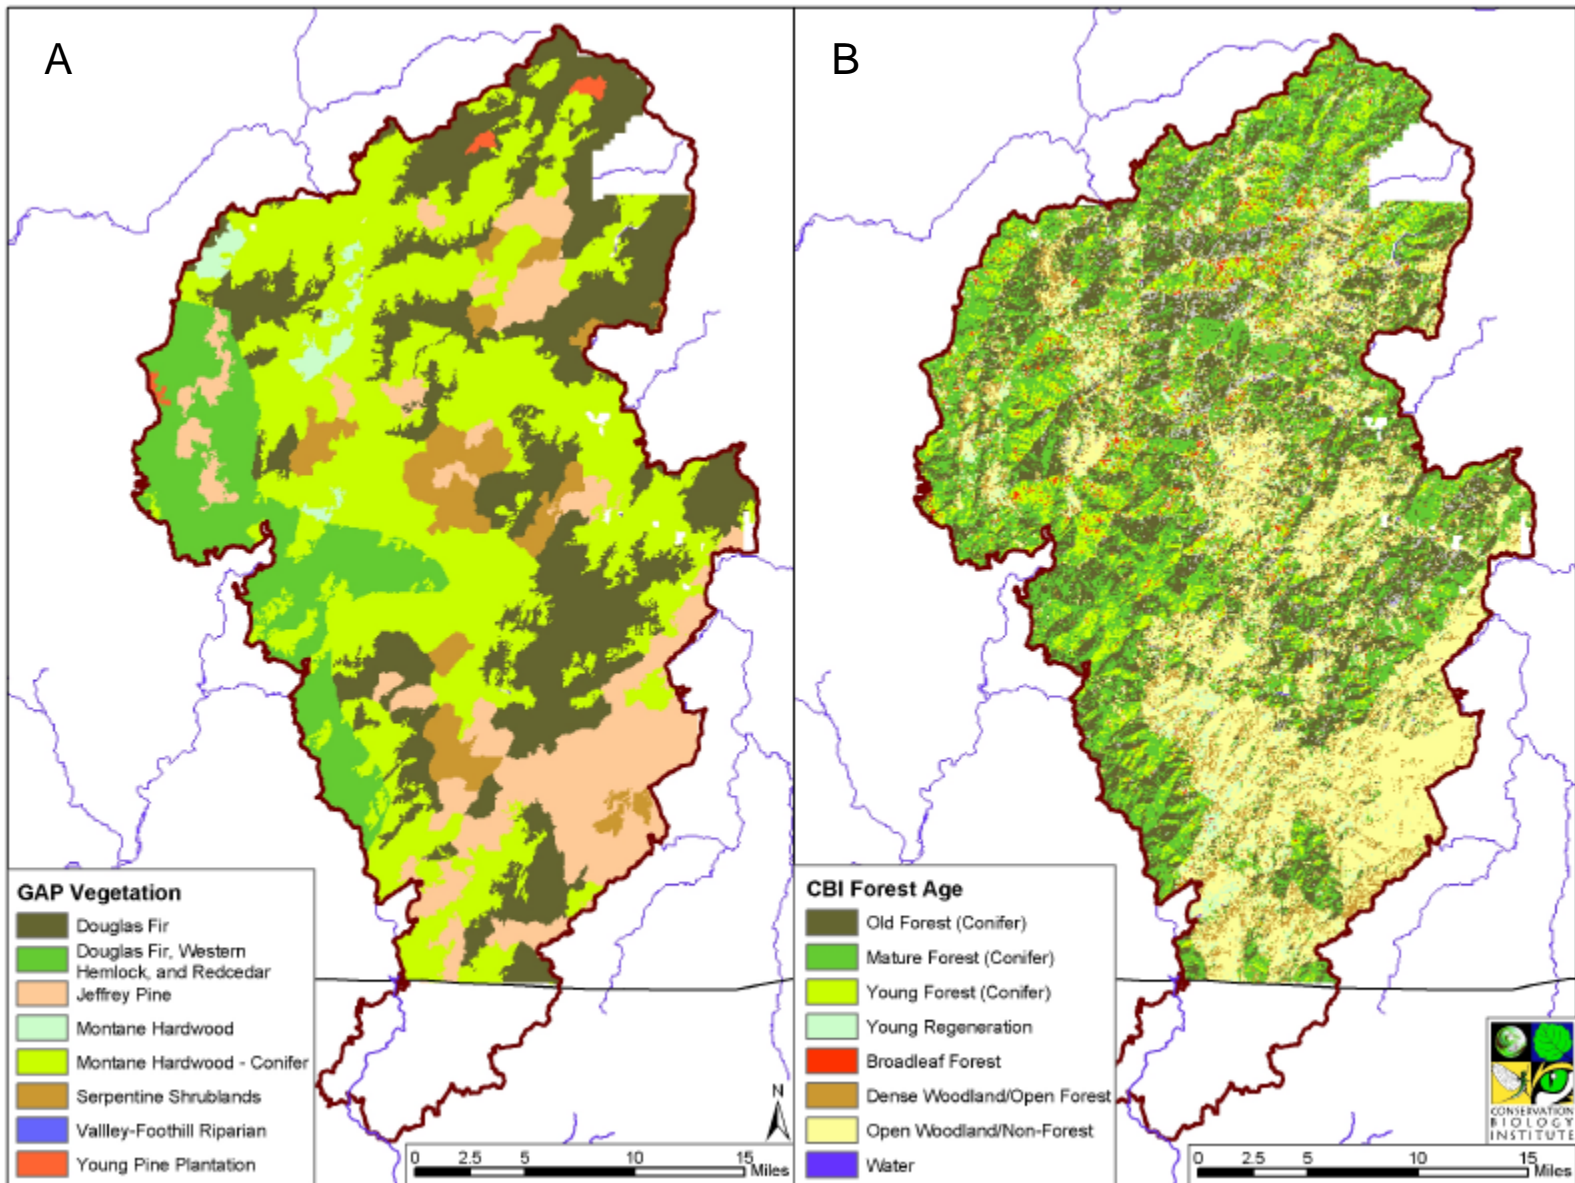 A
B
GAP Vegetation
Douglas Fir
Douglas Fir, Western
Hemlock, and Redcedar
Jeffrey Pine
Montane Hardwood
Montane Hardwood - Conifer
Serpentine Shrublands
Vallley-Foothill Riparian
Young Pine Plantation
N
0 2.5 5 10 15
Miles
CBI Forest Age
Old Forest (Conifer)
Mature Forest (Conifer)
Young Forest (Conifer)
Young Regeneration
Broadleaf Forest
Dense Woodland/Open Forest
Open Woodland/Non-Forest
Water
0 2.5 5 10 15
Miles
CONSERVATION
BIOLOGY
INSTITUTE